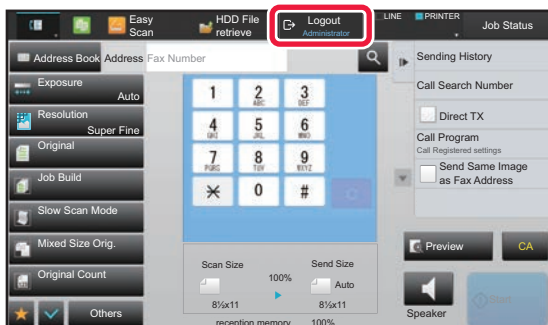 Easy
Scan
HDD File
retrieve
Logout
Administrator
LINE
PRINTER
Job Status
Address Book
Address
Fax Number
Sending History
Exposure
Auto
Call Search Number
Resolution
Super Fine
Direct TX
Original
Call Program
Call Registered settings
Job Build
Send Same Image
as Fax Address
Slow Scan Mode
Mixed Size Orig.
Original Count
Others
1
2
ABC
3
DEF
4
GHI
5
JKL
6
MNO
7
PQRS
8
TUV
9
WXYZ
0
#
Scan Size
100%
Send Size
Auto
8½x11
8½x11
reception memory 100%
Preview
CA
Speaker
Start